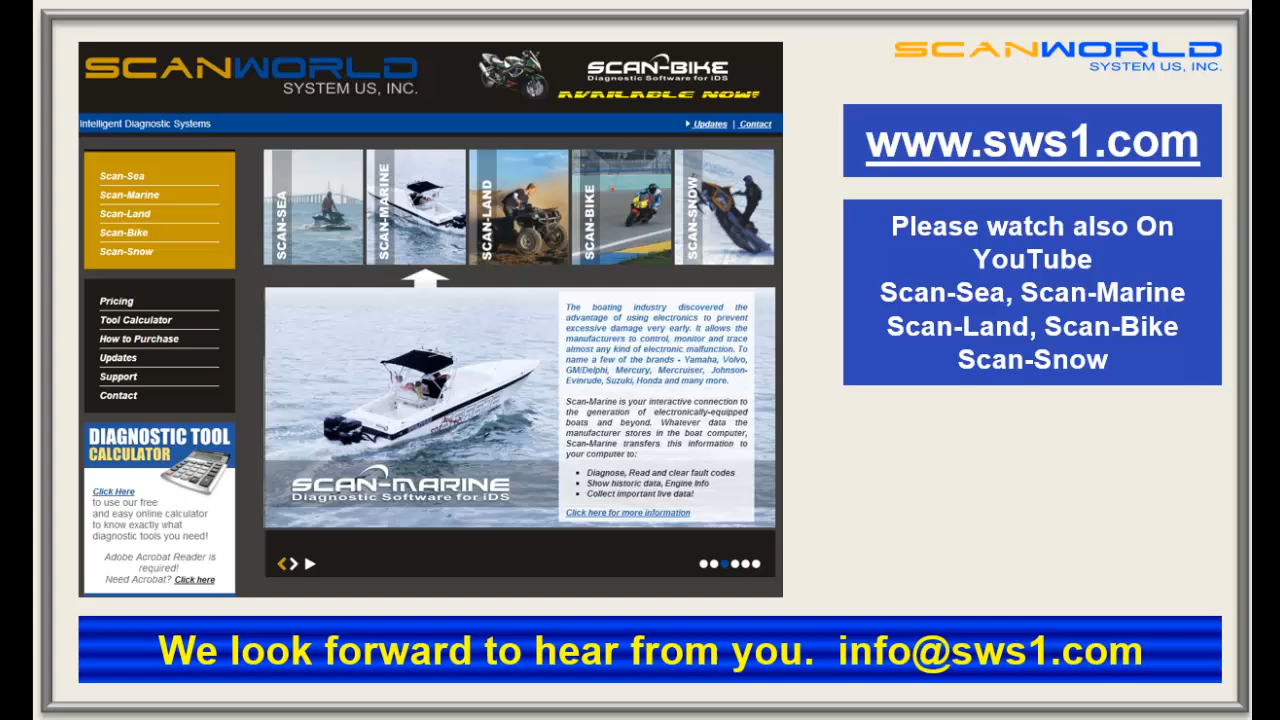 SCANWORLD
SYSTEM US, INC.
SCAN-BIKE
Diagnostic Software for iDS
AVAILABLE NOW!
SCANWORLD
SYSTEM US, INC.
Intelligent Diagnostic Systems
Updates | Contact
www.sws1.com
Scan-Sea
Scan-Marine
Scan-Land
Scan-Bike
Scan-Snow
SCAN-SEA
SCAN-MARINE
SCAN-LAND
SCAN-BIKE
SCAN-SNOW
Please watch also On
YouTube
Scan-Sea, Scan-Marine
Scan-Land, Scan-Bike
Scan-Snow
Pricing
Tool Calculator
How to Purchase
Updates
Support
Contact
The boating industry discovered the
advantage of using electronics to prevent
excessive damage very early. It allows the
manufacturers to control, monitor and trace
almost any kind of electronic malfunction. To
name a few of the brands - Yamaha, Volvo,
GM/Delphi, Mercury, Mercruiser, Johnson-
Evinrude, Suzuki, Honda and many more.
Scan-Marine is your interactive connection to
the generation of electronically-equipped
boats and beyond. Whatever data the
manufacturer stores in the boat computer,
Scan-Marine transfers this information to
your computer to:
• Diagnose, Read and clear fault codes
• Show historic data, Engine Info
• Collect important live data!
Click here for more information
SCAN-MARINE
Diagnostic Software for iDS
DIAGNOSTIC TOOL
CALCULATOR
Click Here
to use our free
and easy online calculator
to know exactly what
diagnostic tools you need!
Adobe Acrobat Reader is
required!
Need Acrobat? Click here
We look forward to hear from you. info@sws1.com